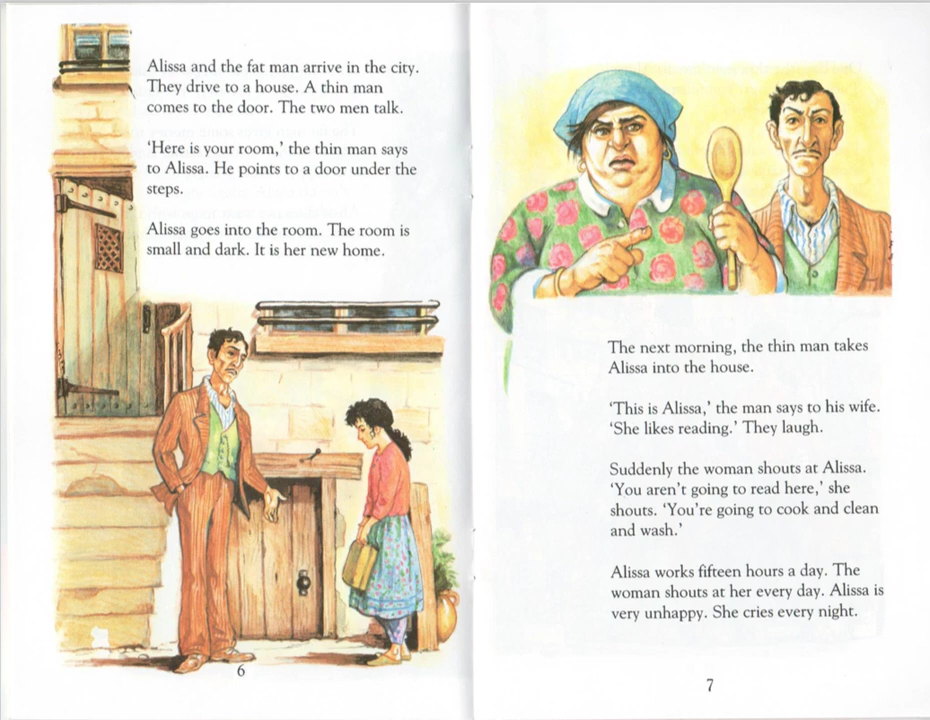 Alissa and the fat man arrive in the city.
They drive to a house. A thin man
comes to the door. The two men talk.
‘Here is your room,’ the thin man says
to Alissa. He points to a door under the
steps.
Alissa goes into the room. The room is
small and dark. It is her new home.
6
The next morning, the thin man takes
Alissa into the house.
‘This is Alissa,’ the man says to his wife.
‘She likes reading.’ They laugh.
Suddenly the woman shouts at Alissa.
‘You aren’t going to read here,’ she
shouts. ‘You’re going to cook and clean
and wash.’
Alissa works fifteen hours a day. The
woman shouts at her every day. Alissa is
very unhappy. She cries every night.
7